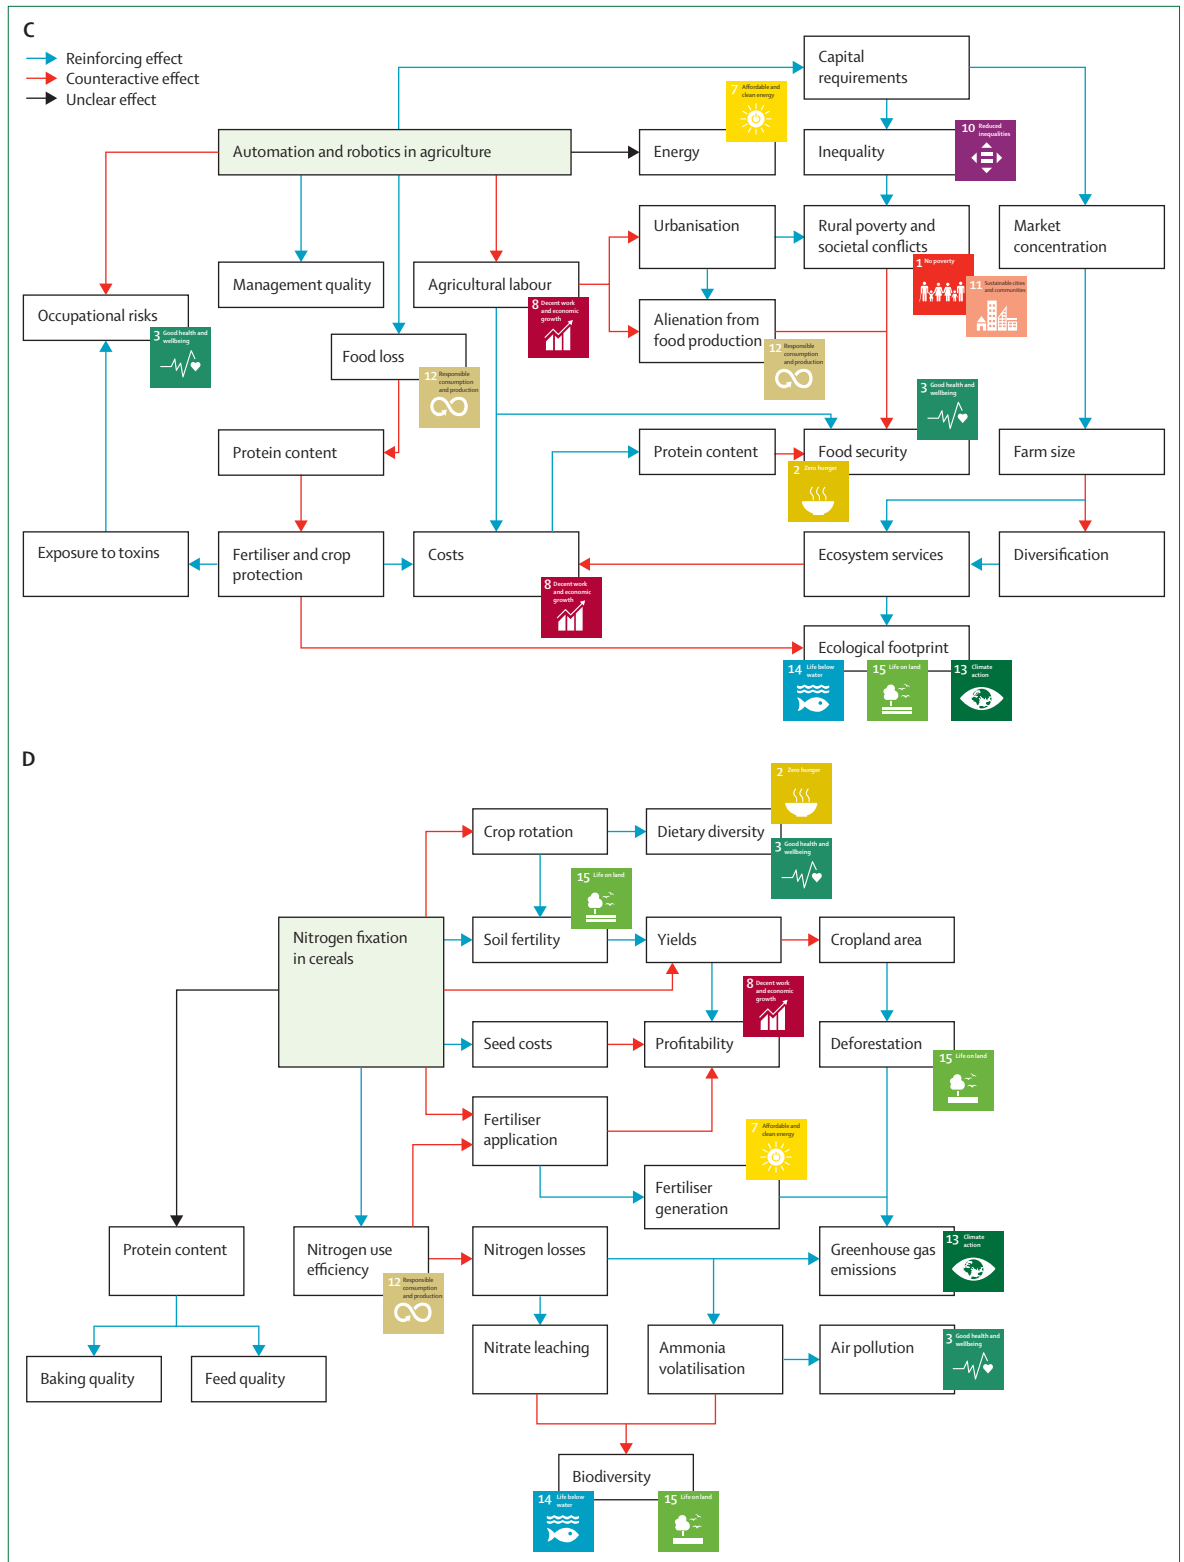 C
Reinforcing effect
Counteractive effect
Unclear effect
Capital
requirements
7 Affordable and
clean energy
Automation and robotics in agriculture
Energy
Inequality
10 Reduced
inequalities
Urbanisation
Rural poverty and
societal conflicts
Market
concentration
1 No poverty
11 Sustainable cities
and communities
Management quality
Agricultural labour
8 Decent work
and economic
growth
Occupational risks
3 Good health and
wellbeing
Alienation from
food production
12 Responsible
consumption
and production
Food loss
12 Responsible
consumption
and production
3 Good health and
wellbeing
Protein content
Protein content
Food security
2 Zero hunger
Farm size
Exposure to toxins
Fertiliser and crop
protection
Costs
8 Decent work
and economic
growth
Ecosystem services
Diversification
Ecological footprint
14 Life below
water
15 Life on land
13 Climate
action
D
2 Zero hunger
Crop rotation
Dietary diversity
3 Good health and
wellbeing
15 Life on land
Nitrogen fixation
in cereals
Soil fertility
Yields
Cropland area
8 Decent work
and economic
growth
Seed costs
Profitability
Deforestation
15 Life on land
Fertiliser
application
7 Affordable and
clean energy
Fertiliser
generation
Protein content
Nitrogen use
efficiency
12 Responsible
consumption
and production
Nitrogen losses
Greenhouse gas
emissions
13 Climate
action
Nitrate leaching
Ammonia
volatilisation
Air pollution
3 Good health and
wellbeing
Baking quality
Feed quality
Biodiversity
14 Life below
water
15 Life on land